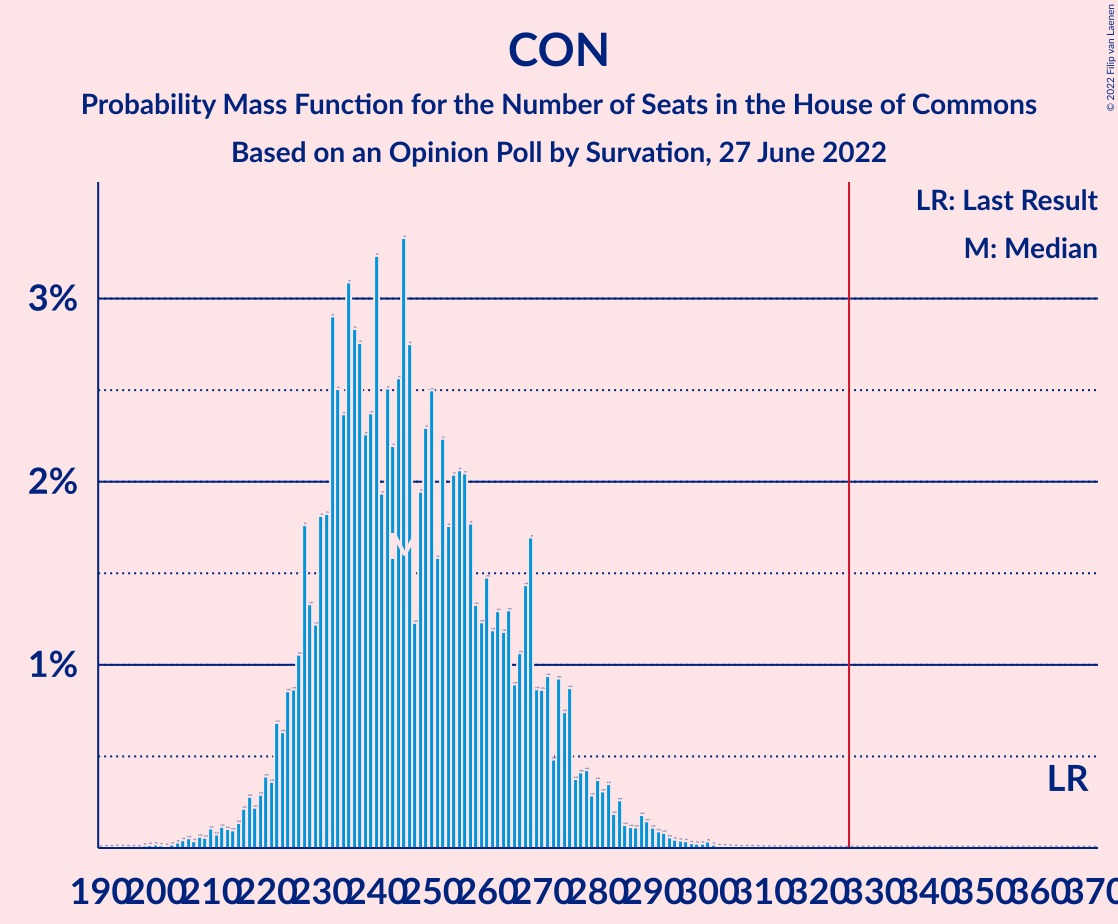 CON
Probability Mass Function for the Number of Seats in the House of Commons
Based on an Opinion Poll by Survation, 27 June 2022
© 2022 Filip van Laenen
LR: Last Result
M: Median
3%
2%
1%
M
LR
190 200 210 220 230 240 250 260 270 280 290 300 310 320 330 340 350 360 370